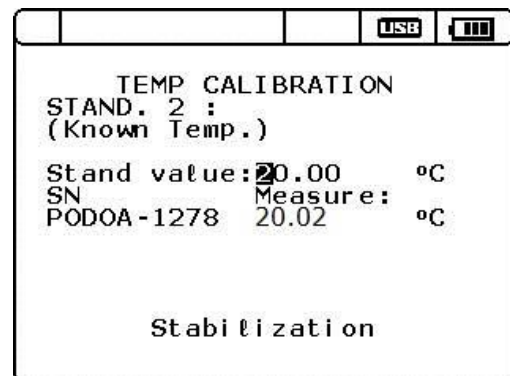 USB
TEMP CALIBRATION
STAND. 2 :
(Known Temp.)
Stand value:20.00 ºC
SN Measure:
PODOA-1278 20.02 ºC
Stabilization